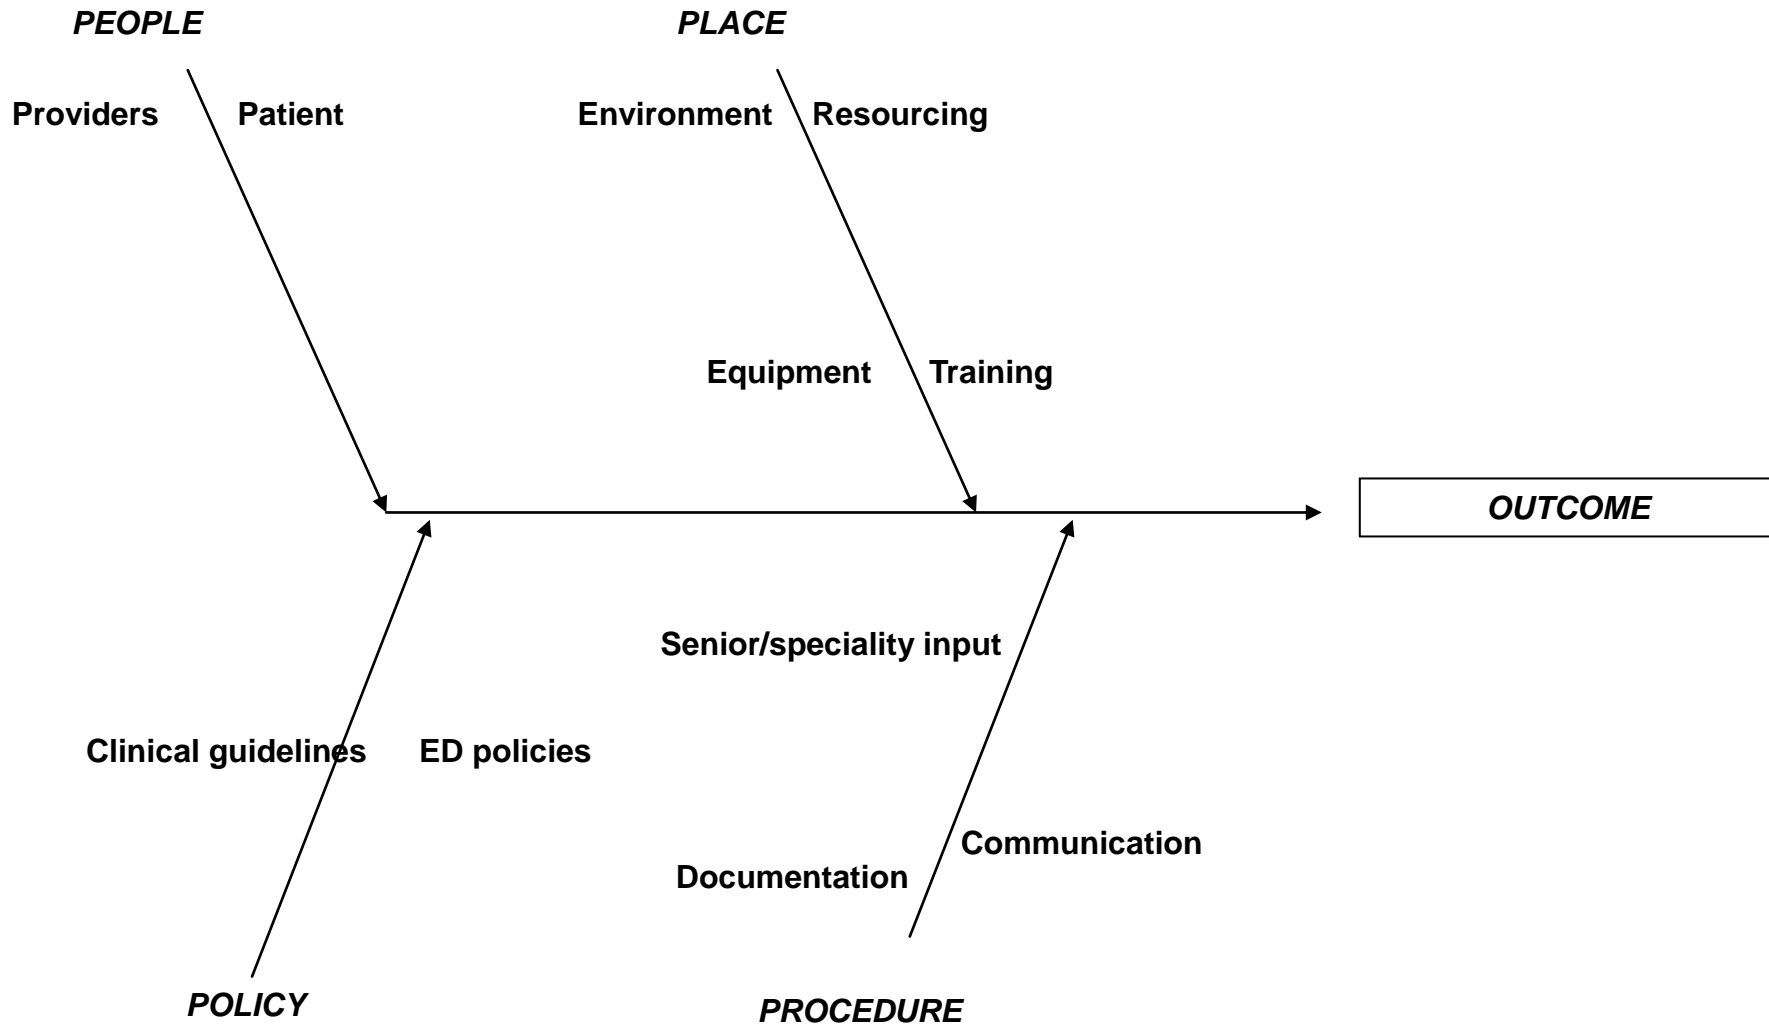 PEOPLE
PLACE
Providers
Patient
Environment
Resourcing
Equipment
Training
OUTCOME
Senior/speciality input
Clinical guidelines
ED policies
Communication
Documentation
POLICY
PROCEDURE